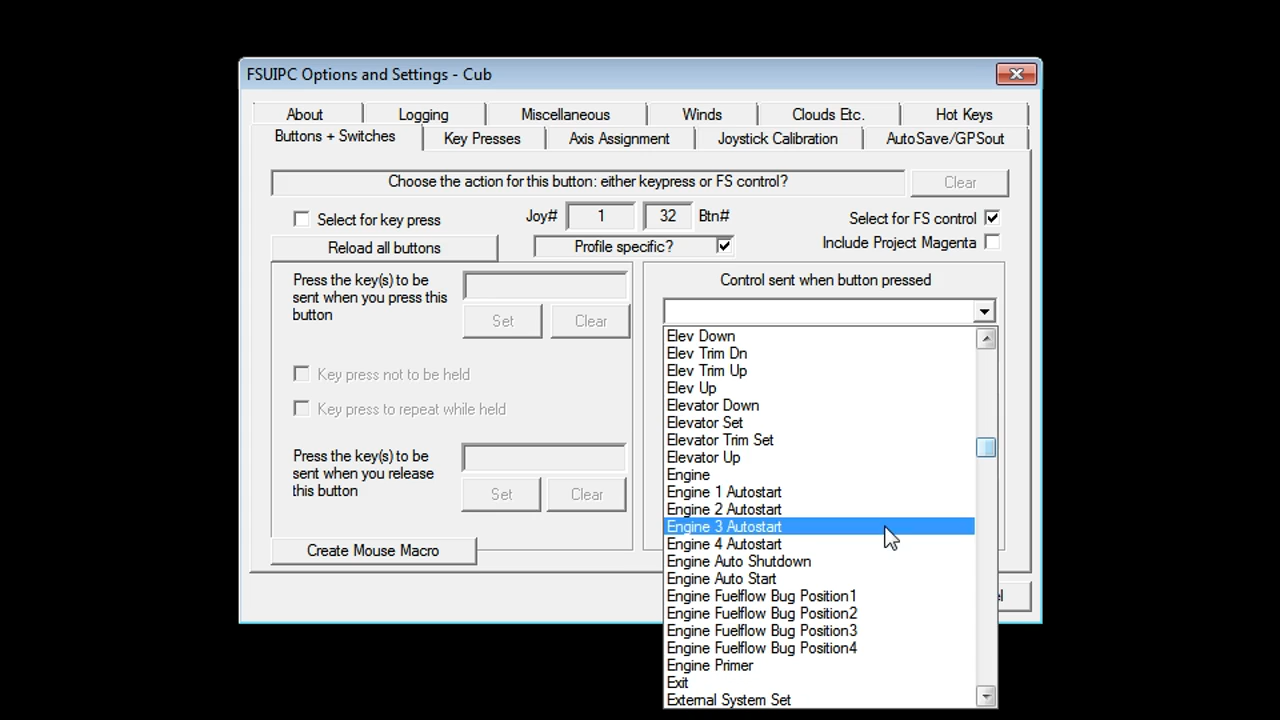 FSUIPC Options and Settings - Cub
About
Logging
Miscellaneous
Winds
Clouds Etc.
Hot Keys
Buttons + Switches
Key Presses
Axis Assignment
Joystick Calibration
AutoSave/GPSout
Choose the action for this button: either keypress or FS control?
Clear
Select for key press
Joy#
1
32
Btn#
Select for FS control
Reload all buttons
Profile specific?
Include Project Magenta
Press the key(s) to be
sent when you press this
button
Set
Clear
Key press not to be held
Key press to repeat while held
Press the key(s) to be
sent when you release
this button
Set
Clear
Create Mouse Macro
Control sent when button pressed
Elev Down
Elev Trim Dn
Elev Trim Up
Elev Up
Elevator Down
Elevator Set
Elevator Trim Set
Elevator Up
Engine
Engine 1 Autostart
Engine 2 Autostart
Engine 3 Autostart
Engine 4 Autostart
Engine Auto Shutdown
Engine Auto Start
Engine Fuelflow Bug Position1
Engine Fuelflow Bug Position2
Engine Fuelflow Bug Position3
Engine Fuelflow Bug Position4
Engine Primer
Exit
External System Set